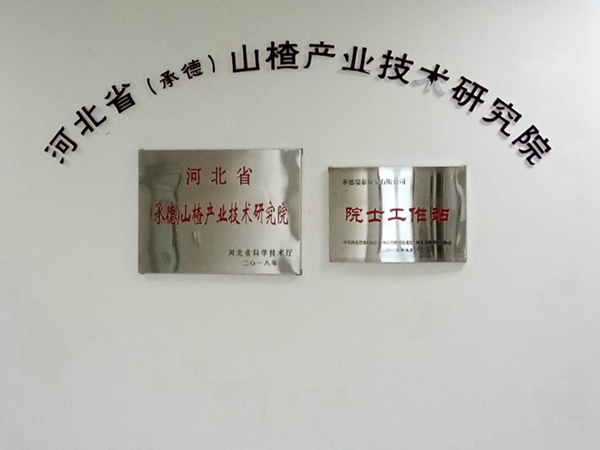 河北省（承德）山楂产业技术研究院
河北省
（承德）山楂产业技术研究院
河北省科学技术厅
二〇一八年
院士工作站